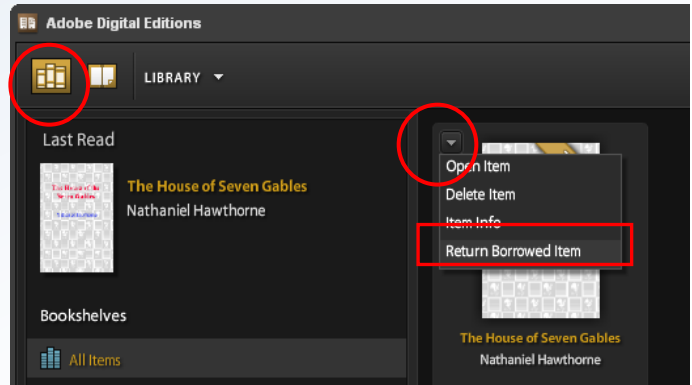 Adobe Digital Editions
LIBRARY
Last Read
The House of Seven Gables
Nathaniel Hawthorne
Bookshelves
All Items
Open Item
Delete Item
Item Info
Return Borrowed Item
The House of Seven Gables
Nathaniel Hawthorne